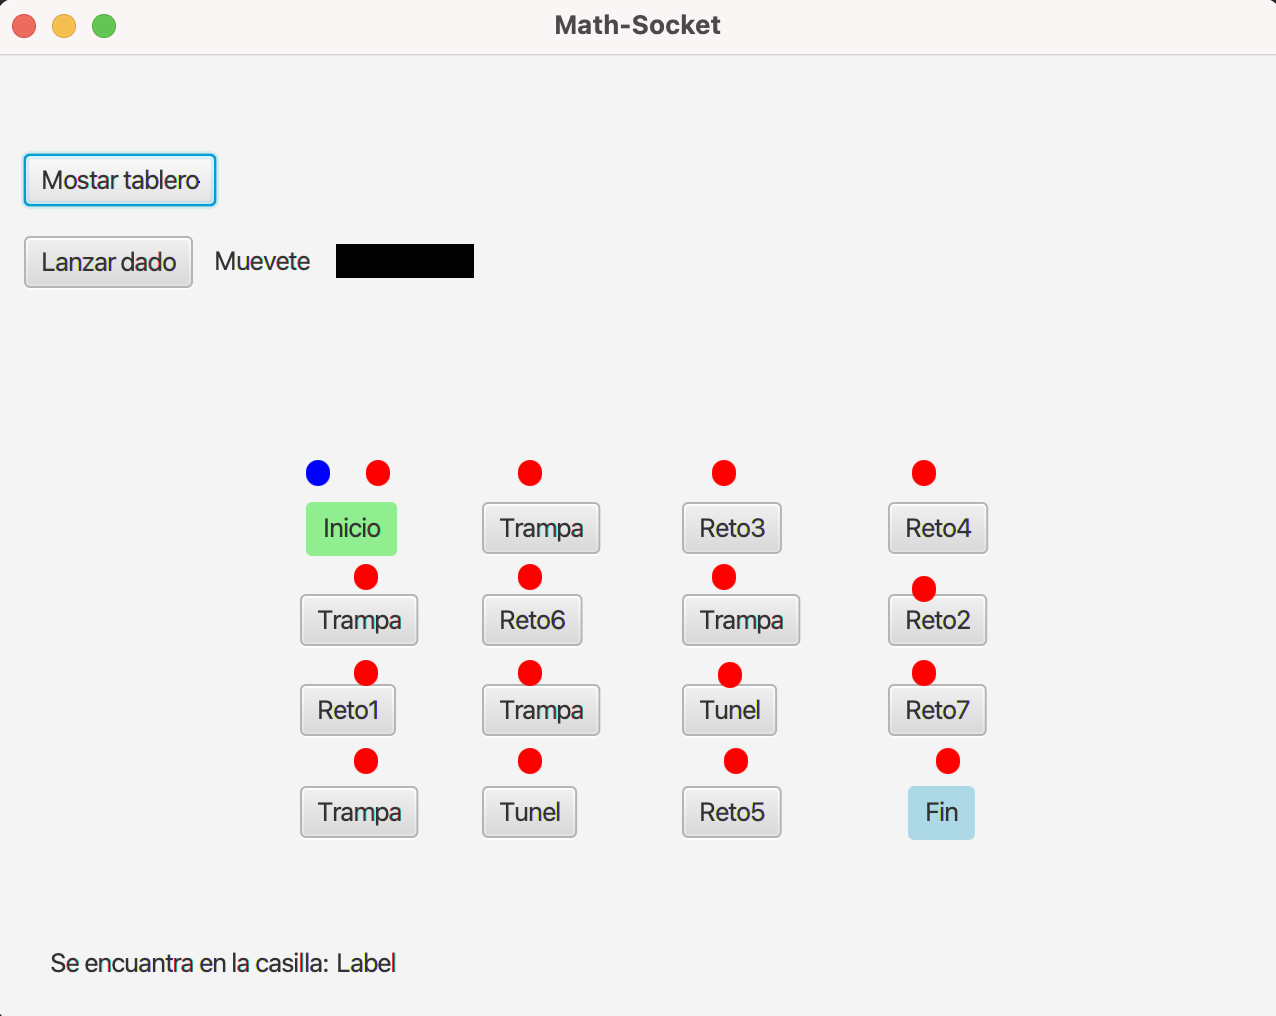 Math-Socket
Mostar tablero
Lanzar dado Muevete
Inicio Trampa Reto3 Reto4
Trampa Reto6 Trampa Reto2
Reto1 Trampa Tunel Reto7
Trampa Tunel Reto5 Fin
Se encuantra en la casilla: Label